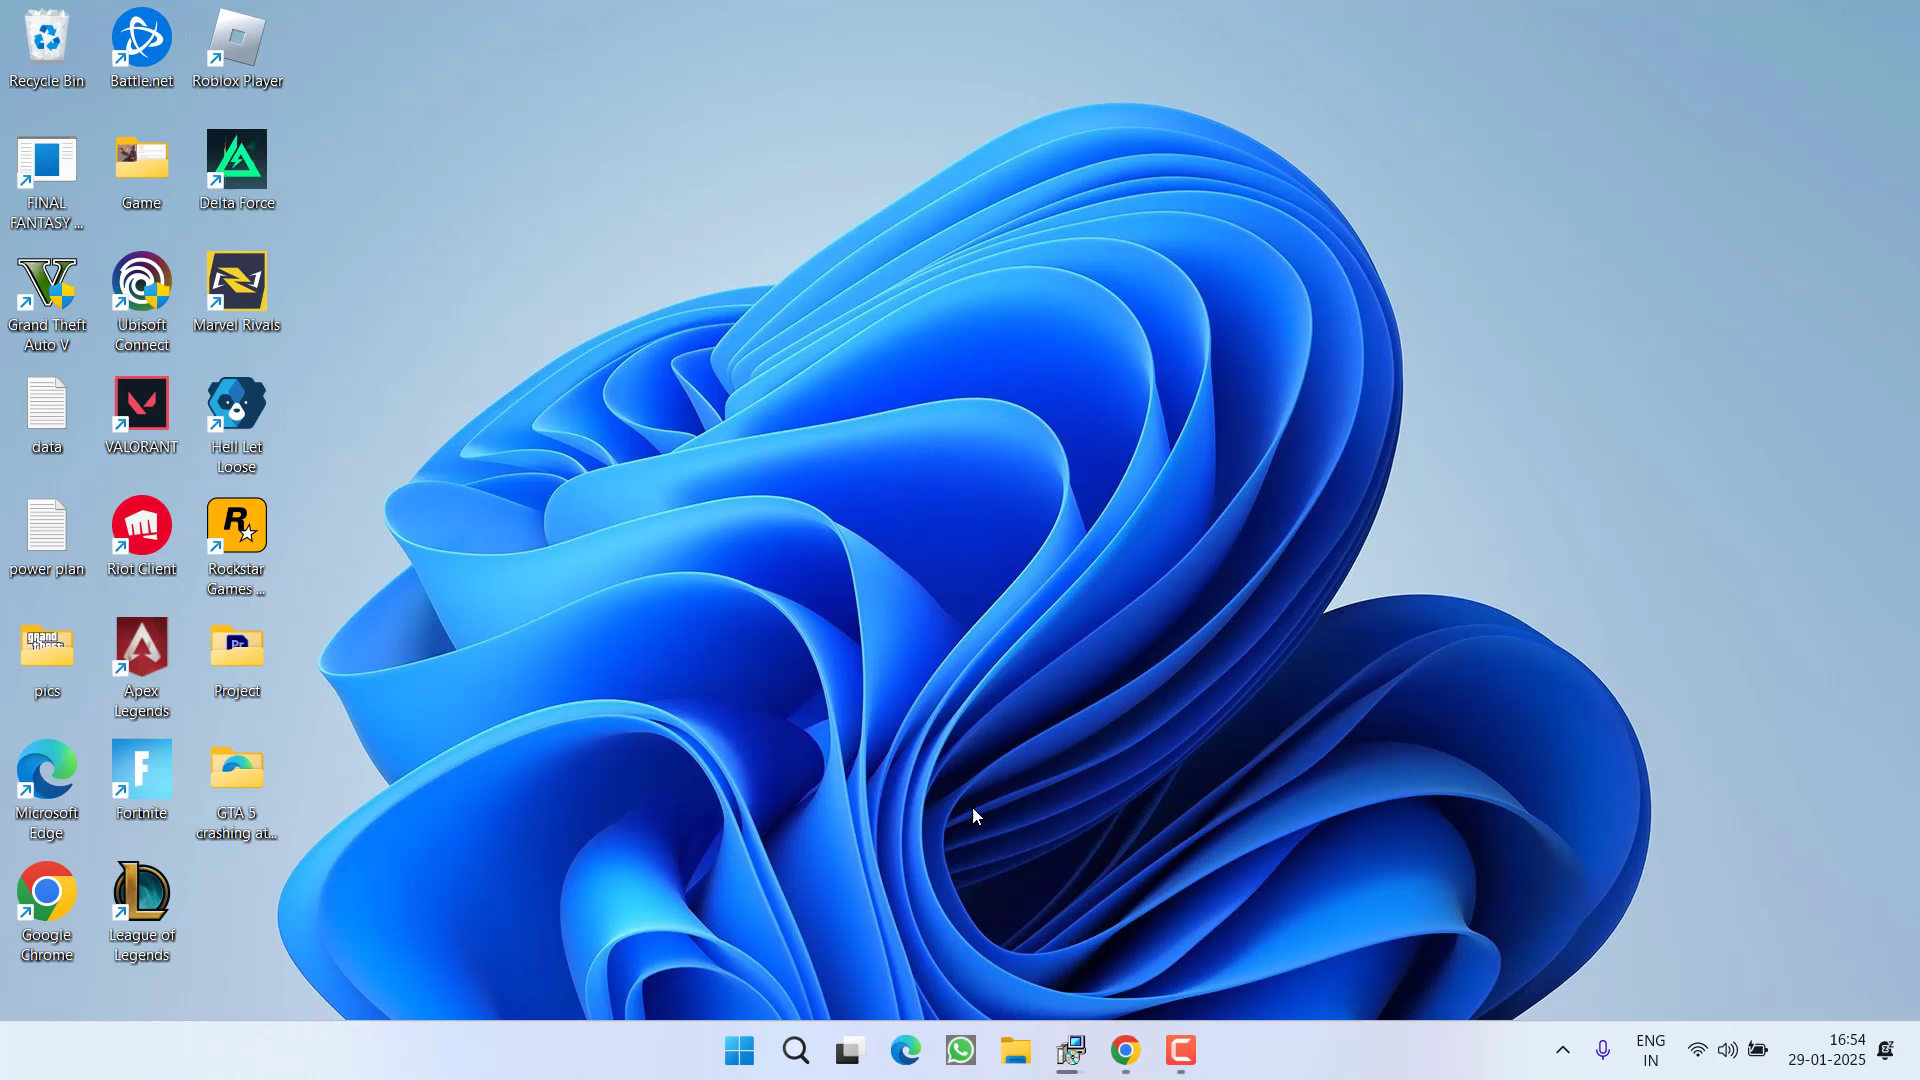 Recycle Bin
Battle.net
Roblox Player
FINAL
FANTASY ...
Game
Delta Force
Grand Theft
Auto V
Ubisoft
Connect
Marvel Rivals
data
VALORANT
Hell Let
Loose
power plan
Riot Client
Rockstar
Games ...
pics
Apex
Legends
Project
Microsoft
Edge
Fortnite
GTA 5
crashing at...
Google
Chrome
League of
Legends
ENG
IN
16:54
29-01-2025